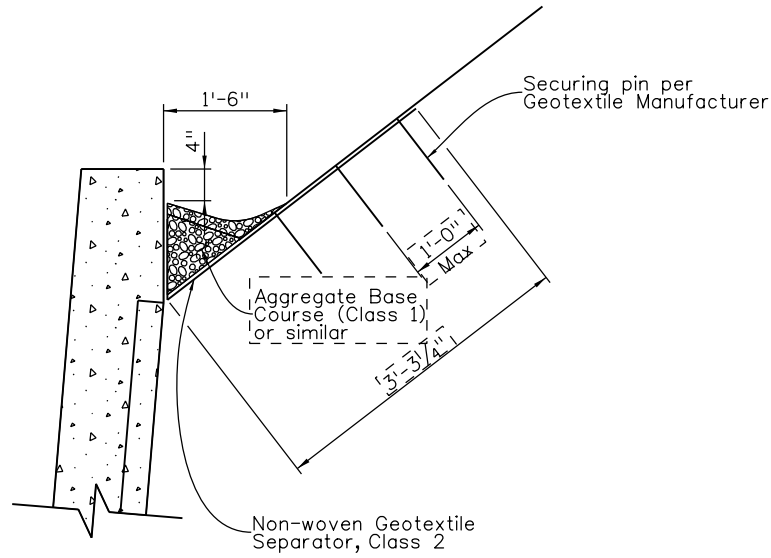 Securing pin per
Geotextile Manufacturer
1'-6"
4"
1'-0"
Max
Aggregate Base
Course (Class 1)
or similar
3'-3¼"
Non-woven Geotextile
Separator, Class 2